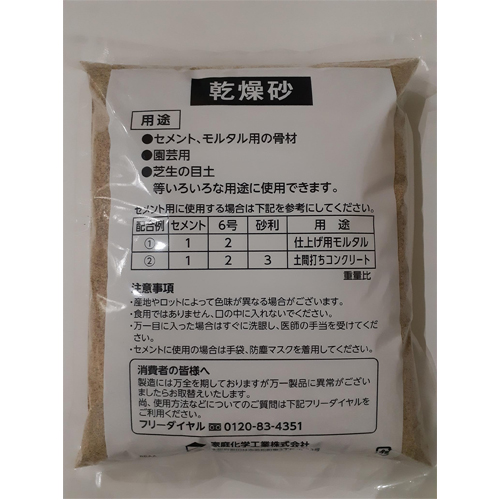 乾燥砂
用途
●セメント、モルタル用の骨材
●園芸用
●芝生の目土
等いろいろな用途に使用できます。
セメント用に使用する場合は下記を参考にしてください。
配合例 セメント 6号 砂利 用途
① 1 2 仕上げ用モルタル
② 1 2 3 土間打ちコンクリート
重量比
注意事項
・産地やロットによって色味が異なる場合がございます。
・食用ではありません、口の中に入れないでください。
・万一目に入った場合はすぐに洗眼し、医師の手当を受けてくだ
さい。
・セメントに使用の場合は手袋、防塵マスクを着用してください。
消費者の皆様へ
製造には万全を期しておりますが万一製品に異常がござい
ましたらお取替えいたします。
尚、使用方法などについてのご質問は下記フリーダイヤルを
ご利用ください。
フリーダイヤル 0120-83-4351
家庭化学工業株式会社